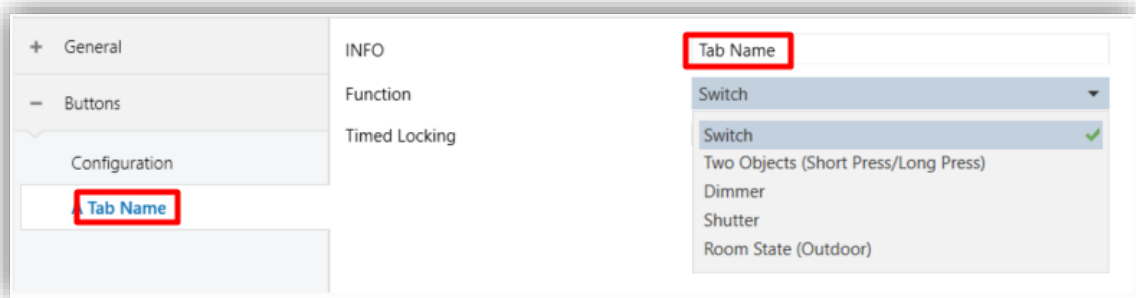 + General
INFO
Tab Name
− Buttons
Function
Switch
Timed Locking
Switch
Configuration
Two Objects (Short Press/Long Press)
Dimmer
A Tab Name
Shutter
Room State (Outdoor)